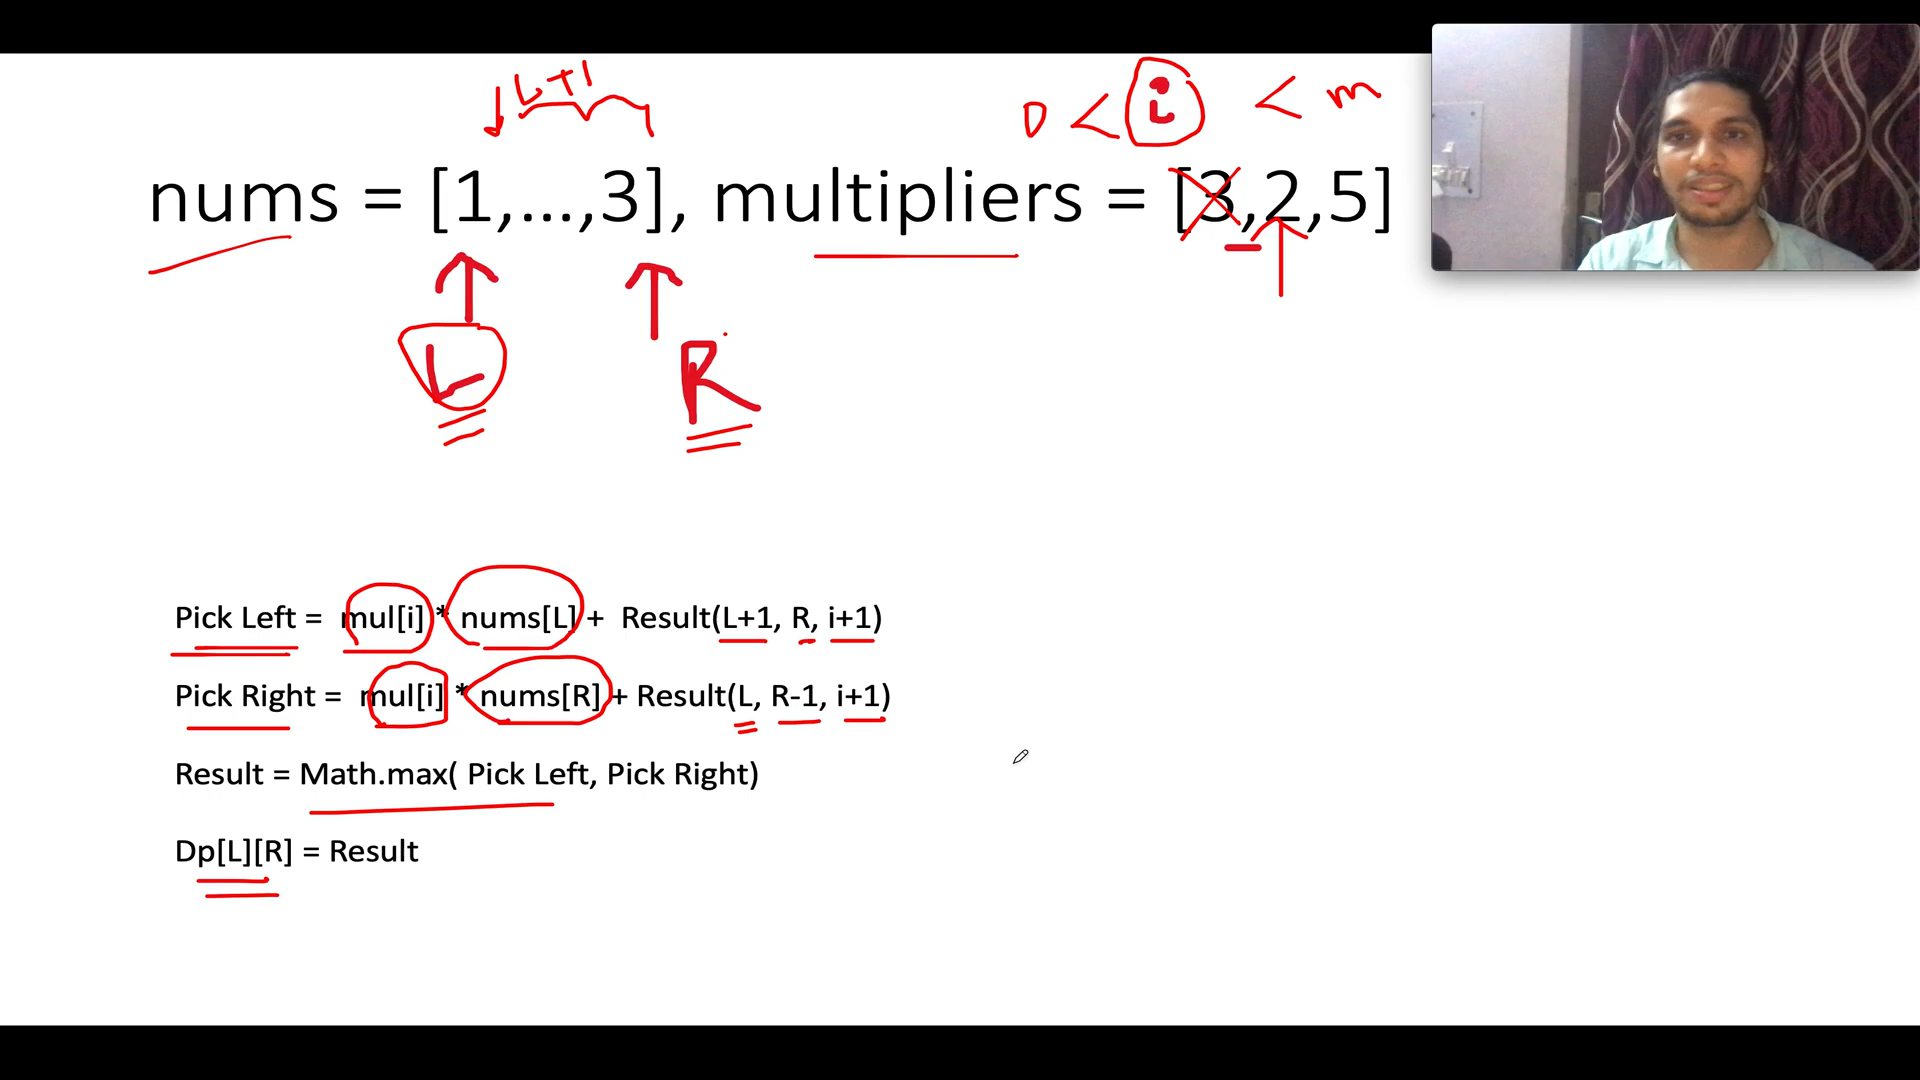 L+1
0 < i < m
nums = [1,...,3], multipliers = [3,2,5]
L
R
Pick Left = mul[i] * nums[L] + Result(L+1, R, i+1)
Pick Right = mul[i] * nums[R] + Result(L, R-1, i+1)
Result = Math.max( Pick Left, Pick Right)
Dp[L][R] = Result